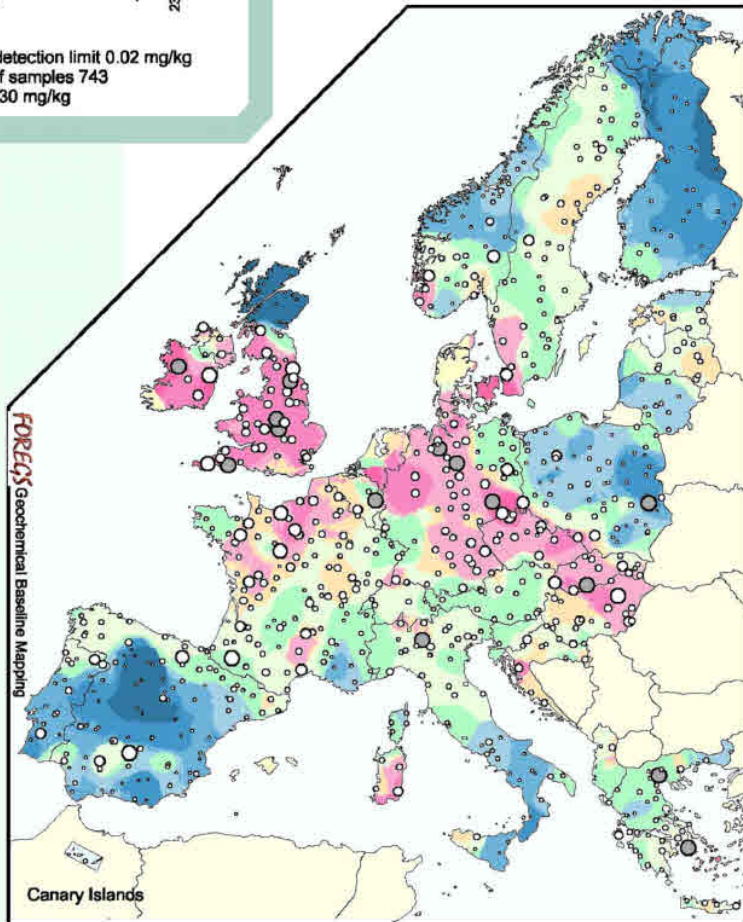 detection limit 0.02 mg/kg
f samples 743
30 mg/kg
FOREGS Geochemical Baseline Mapping
Canary Islands